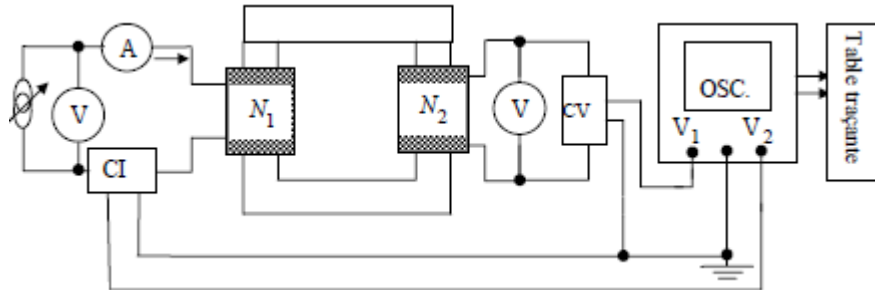 A
V
CI
N1
N2
V
CV
OSC.
V1
V2
Table traçante